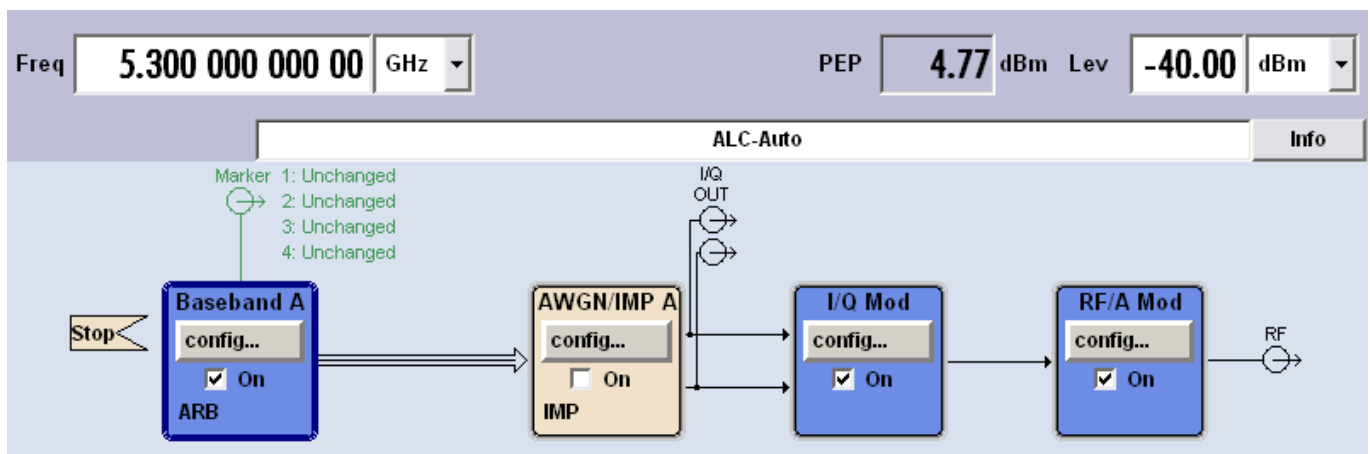 Freq 5.300 000 000 00 GHz PEP 4.77 dBm Lev -40.00 dBm
ALC-Auto Info
Marker 1: Unchanged
2: Unchanged
3: Unchanged
4: Unchanged
I/Q
OUT
Stop
Baseband A
config...
On
ARB
AWGN/IMP A
config...
On
IMP
I/Q Mod
config...
On
RF/A Mod
config...
On
RF